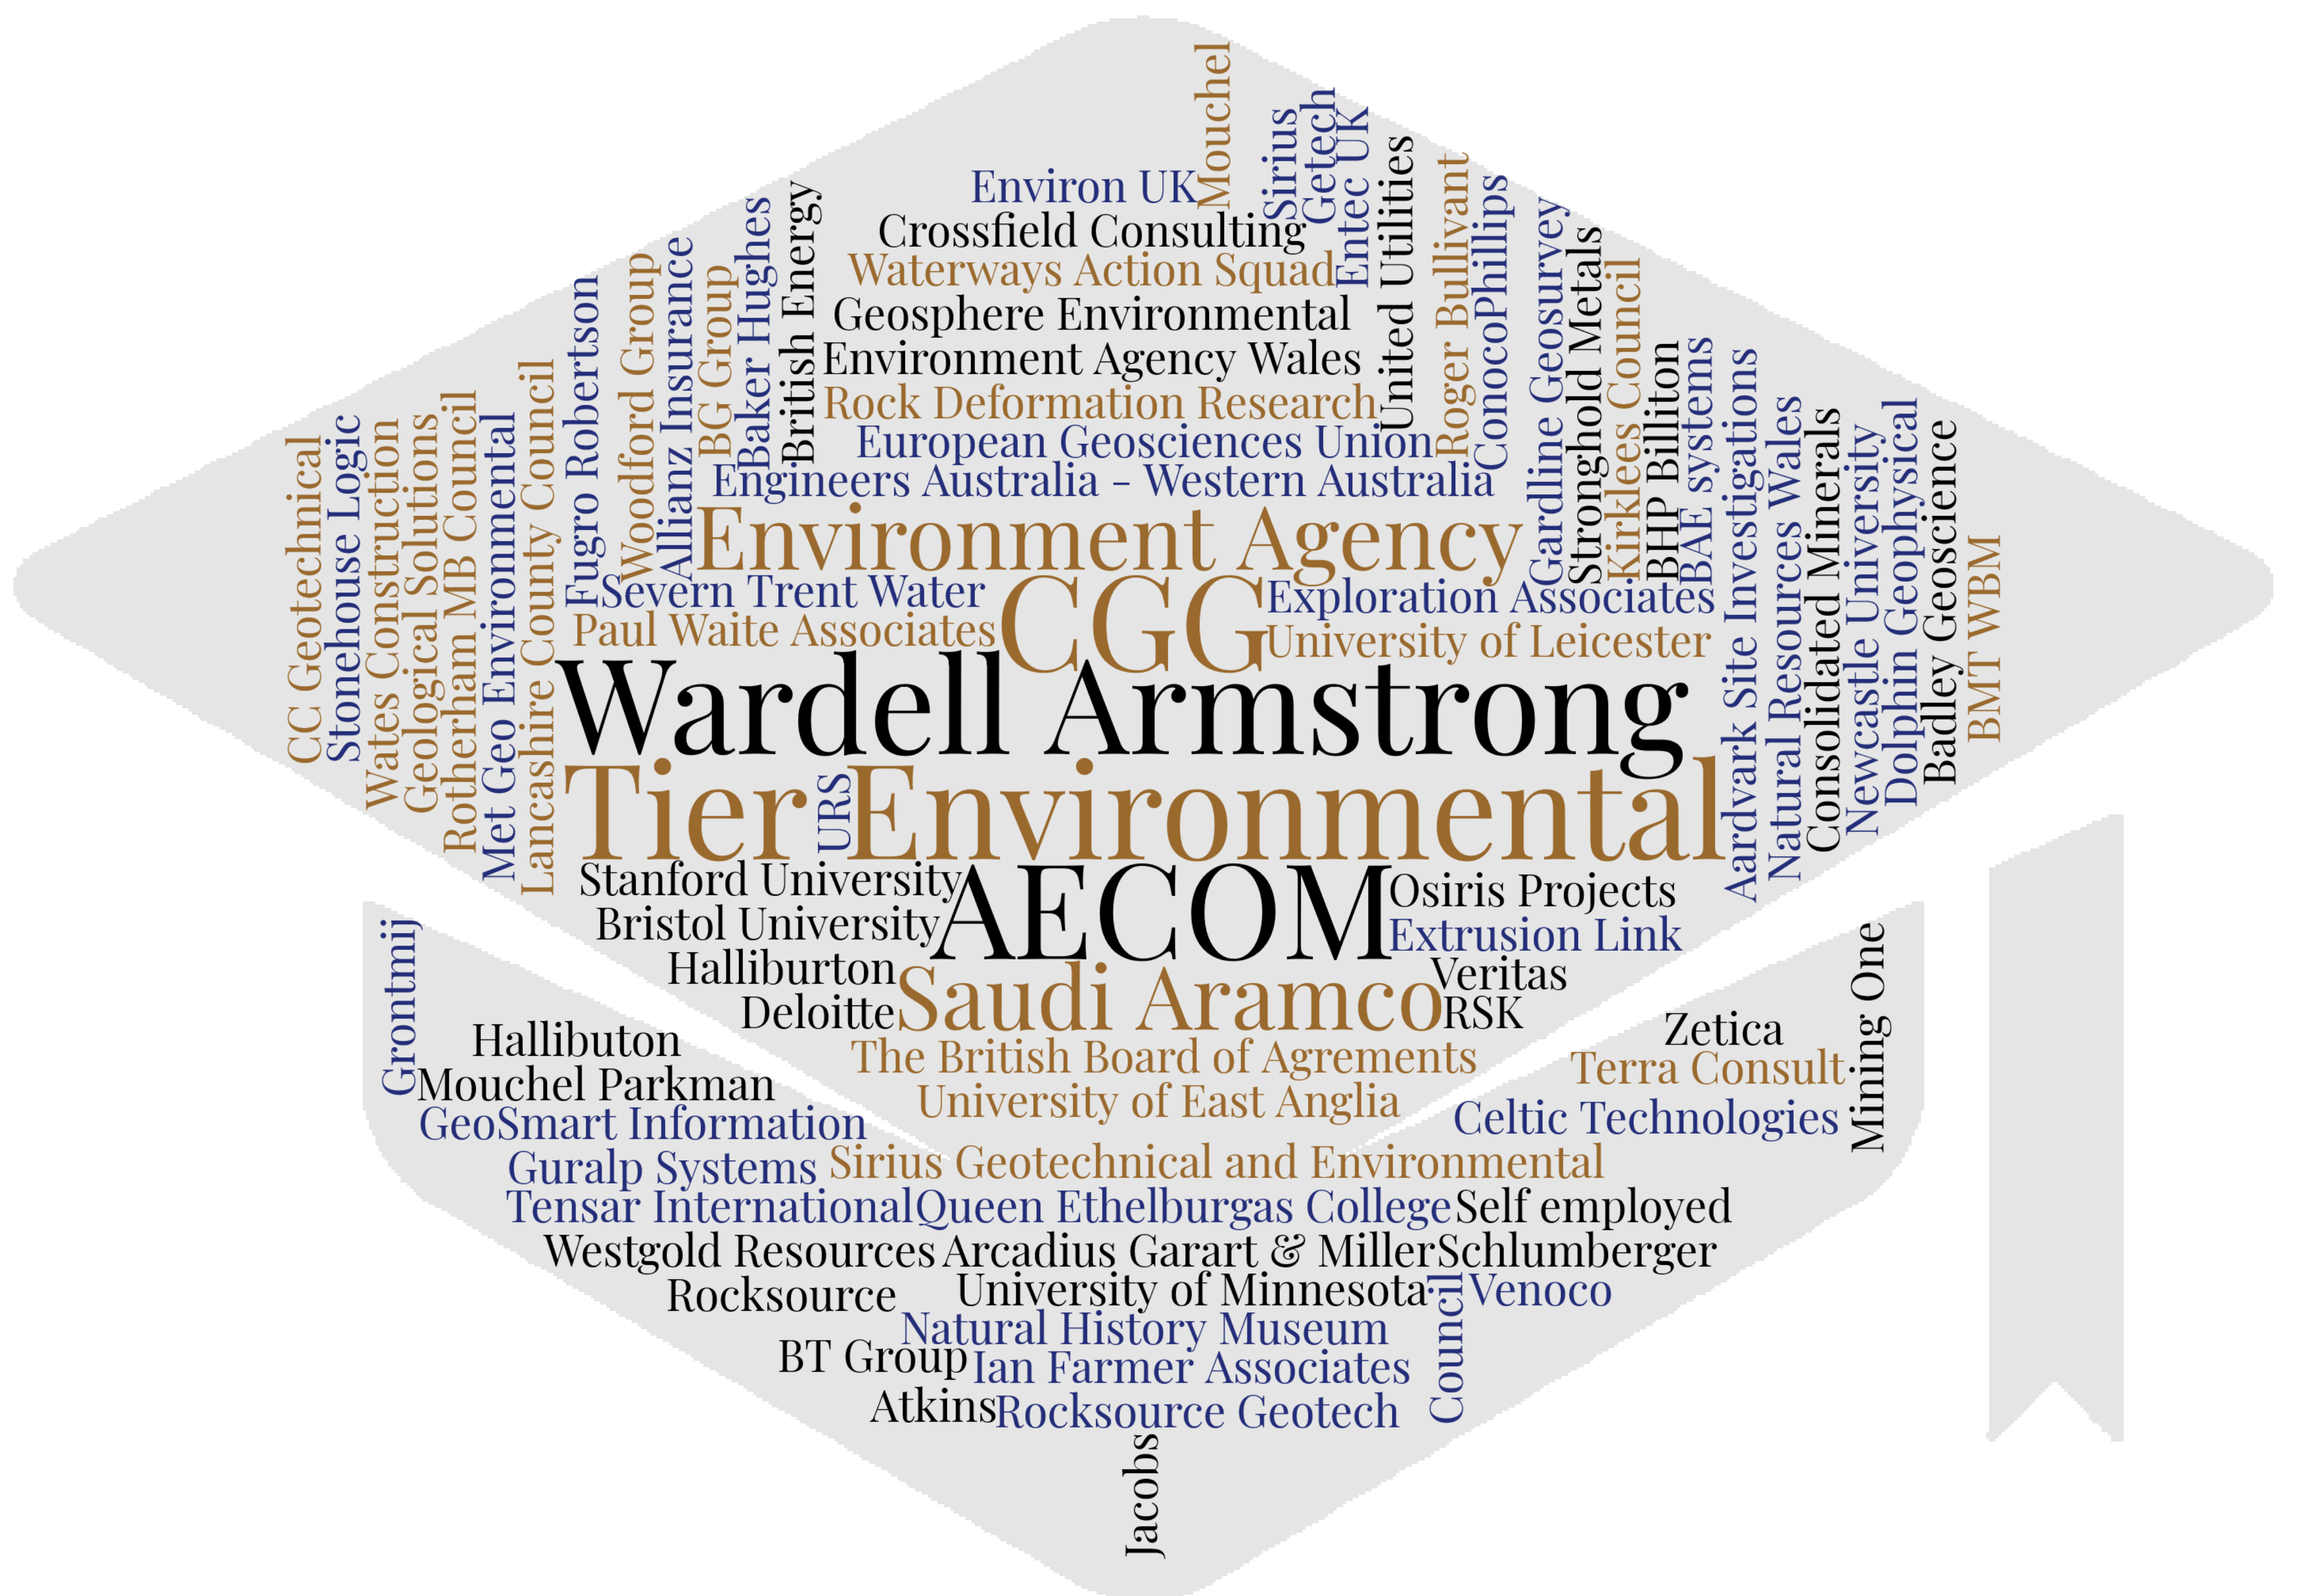 Mouchel
Sirius
Getech
Entec UK
United Utilities
Roger Bullivant
ConocoPhillips
Gardline Geosurvey
Stronghold Metals
Kirklees Council
BHP Billiton
BAE systems
Aardvark Site Investigations
Natural Resources Wales
Consolidated Minerals
Newcastle University
Dolphin Geophysical
Badley Geoscience
BMT WBM
Environ UK
Crossfield Consulting
Waterways Action Squad
Geosphere Environmental
Environment Agency Wales
Rock Deformation Research
European Geosciences Union
Engineers Australia - Western Australia
CC Geotechnical
Stonehouse Logic
Wates Construction
Geological Solutions
Rotherham MB Council
Met Geo Environmental
Lancashire County Council
Fugro Robertson
Woodford Group
Allianz Insurance
BG Group
Baker Hughes
British Energy
Environment Agency
Severn Trent Water
CGG
Exploration Associates
Paul Waite Associates
University of Leicester
Wardell Armstrong
Tier Environmental
URS
Stanford University
AECOM
Osiris Projects
Bristol University
Extrusion Link
Halliburton
Saudi Aramco
Veritas
Deloitte
RSK
Grontmij
Hallibuton
The British Board of Agrements
Zetica
Mining One
Mouchel Parkman
University of East Anglia
Terra Consult
GeoSmart Information
Celtic Technologies
Guralp Systems
Sirius Geotechnical and Environmental
Tensar International
Queen Ethelburgas College
Self employed
Westgold Resources
Arcadius Garart & Miller
Schlumberger
Rocksource
University of Minnesota
Council
Venoco
Natural History Museum
BT Group
Ian Farmer Associates
Atkins
Rocksource Geotech
Jacobs